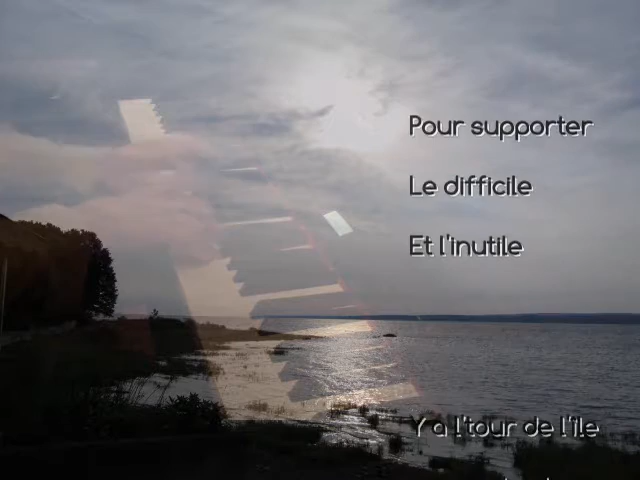 Pour supporter
Le difficile
Et l'inutile
Y a l'tour de l'île